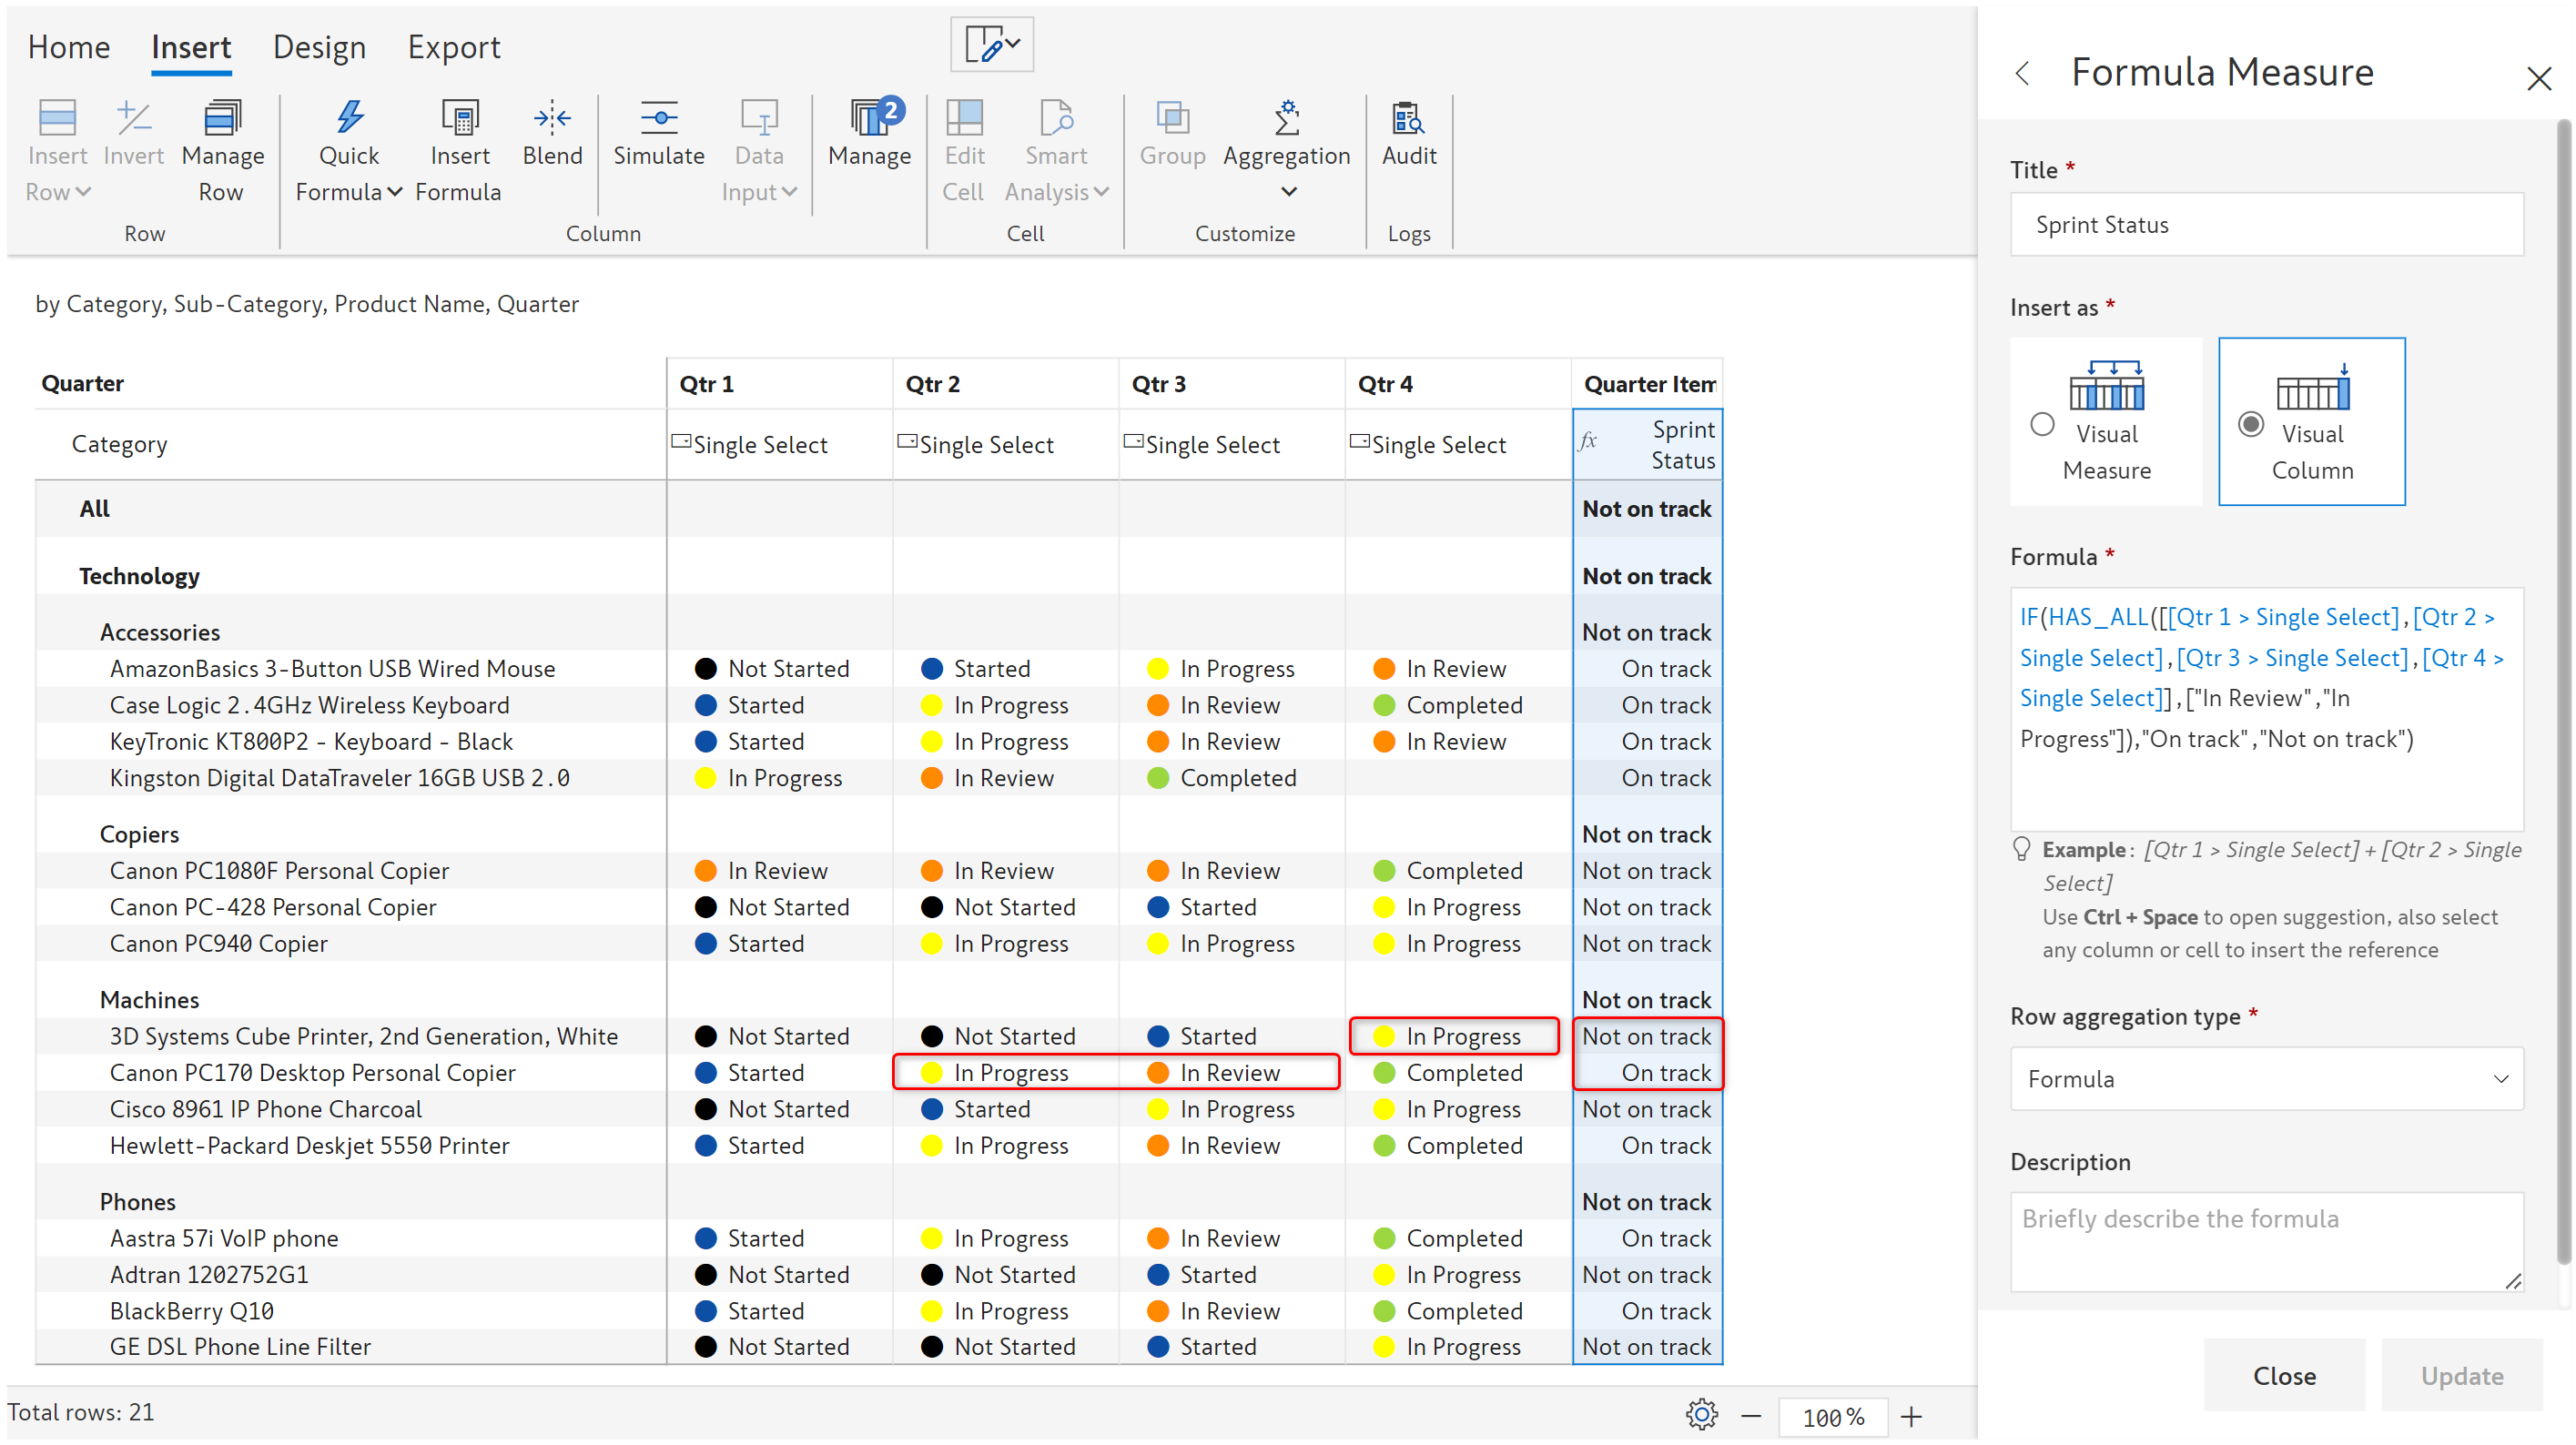 Home Insert Design Export
Insert Row
Invert
Manage Row
Row
Quick Formula
Insert Formula
Blend
Simulate
Data Input
Column
Manage
2
Edit Cell
Smart Analysis
Cell
Group
Aggregation
Customize
Audit
Logs
by Category, Sub-Category, Product Name, Quarter
Quarter Qtr 1 Qtr 2 Qtr 3 Qtr 4 Quarter Item
Category Single Select Single Select Single Select Single Select fx Sprint Status
All Not on track
Technology Not on track
Accessories Not on track
AmazonBasics 3-Button USB Wired Mouse Not Started Started In Progress In Review On track
Case Logic 2.4GHz Wireless Keyboard Started In Progress In Review Completed On track
KeyTronic KT800P2 - Keyboard - Black Started In Progress In Review In Review On track
Kingston Digital DataTraveler 16GB USB 2.0 In Progress In Review Completed On track
Copiers Not on track
Canon PC1080F Personal Copier In Review In Review In Review Completed Not on track
Canon PC-428 Personal Copier Not Started Not Started Started In Progress Not on track
Canon PC940 Copier Started In Progress In Progress In Progress Not on track
Machines Not on track
3D Systems Cube Printer, 2nd Generation, White Not Started Not Started Started In Progress Not on track
Canon PC170 Desktop Personal Copier Started In Progress In Review Completed On track
Cisco 8961 IP Phone Charcoal Not Started Started In Progress In Progress Not on track
Hewlett-Packard Deskjet 5550 Printer Started In Progress In Review Completed On track
Phones Not on track
Aastra 57i VoIP phone Started In Progress In Review Completed On track
Adtran 1202752G1 Not Started Not Started Started In Progress Not on track
BlackBerry Q10 Started In Progress In Review Completed On track
GE DSL Phone Line Filter Not Started Not Started Started In Progress Not on track
Total rows: 21
100 %
Formula Measure
Title *
Sprint Status
Insert as *
Visual Measure
Visual Column
Formula *
IF(HAS_ALL([[Qtr 1 > Single Select],[Qtr 2 >
Single Select],[Qtr 3 > Single Select],[Qtr 4 >
Single Select]],["In Review","In
Progress"]),"On track","Not on track")
Example: [Qtr 1 > Single Select] + [Qtr 2 > Single
Select]
Use Ctrl + Space to open suggestion, also select
any column or cell to insert the reference
Row aggregation type *
Formula
Description
Briefly describe the formula
Close Update